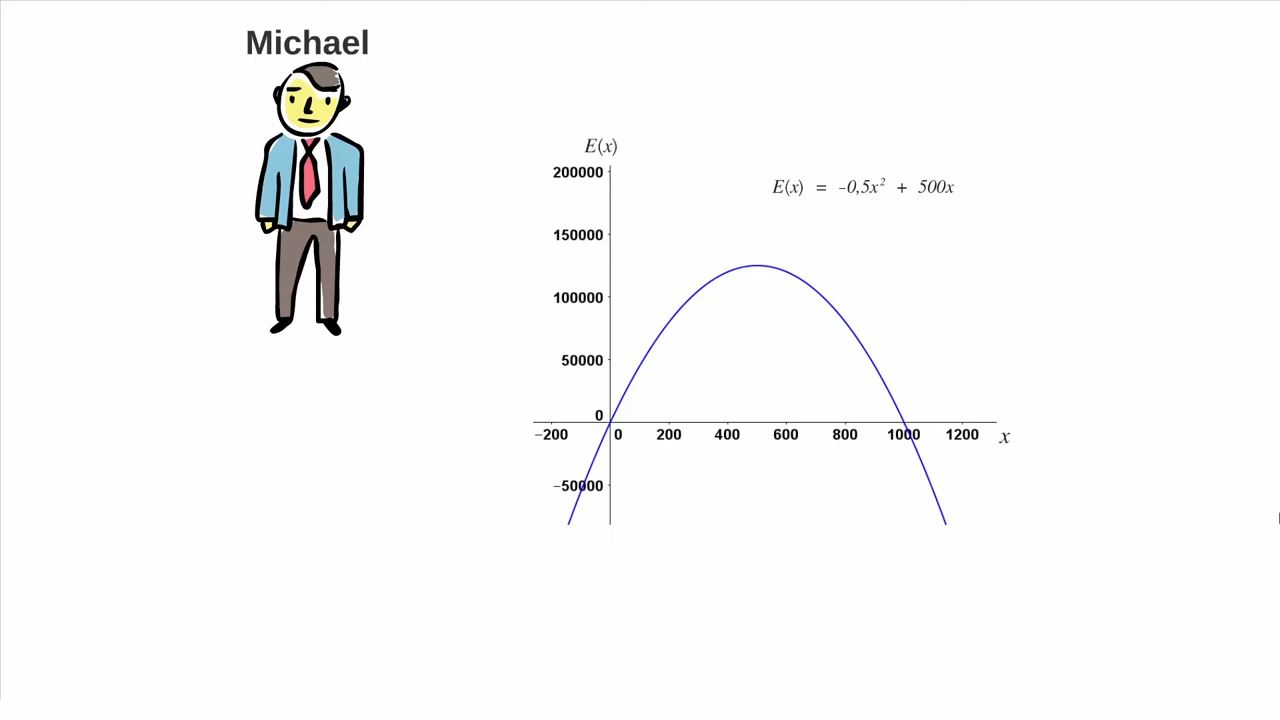 Michael
E(x)
200000
E(x) = -0,5x² + 500x
150000
100000
50000
0
−200 0 200 400 600 800 1000 1200 x
−50000